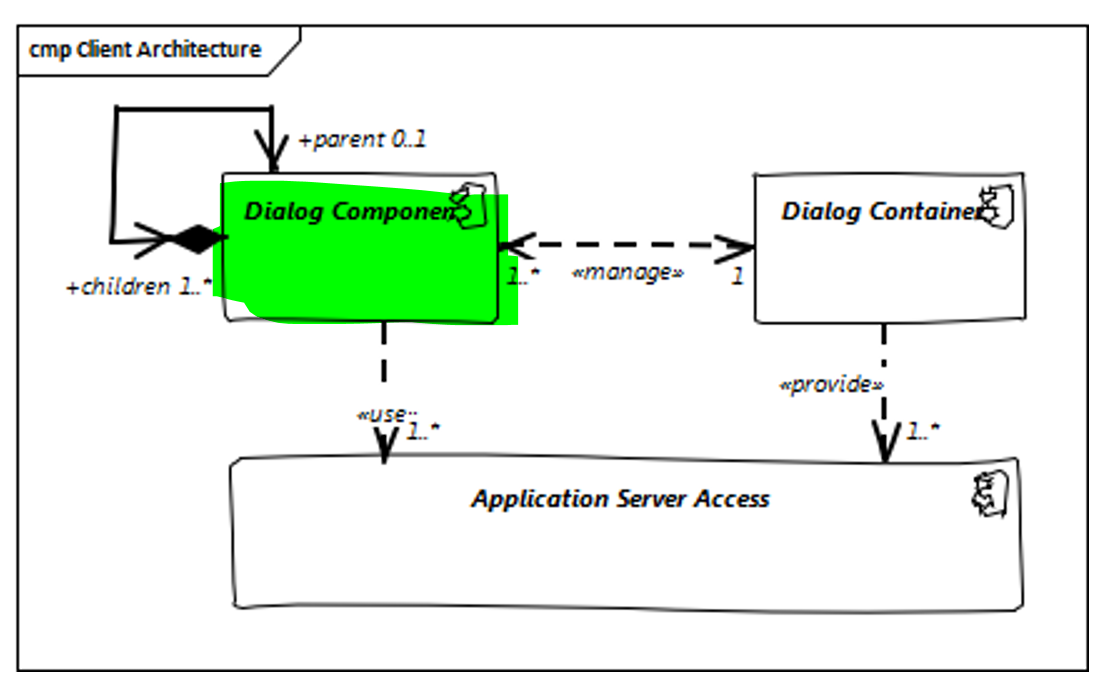 cmp Client Architecture
+parent 0..1
Dialog Component
Dialog Container
+children 1..*
1..*
«manage»
1
«provide»
«use»
1..*
1..*
Application Server Access